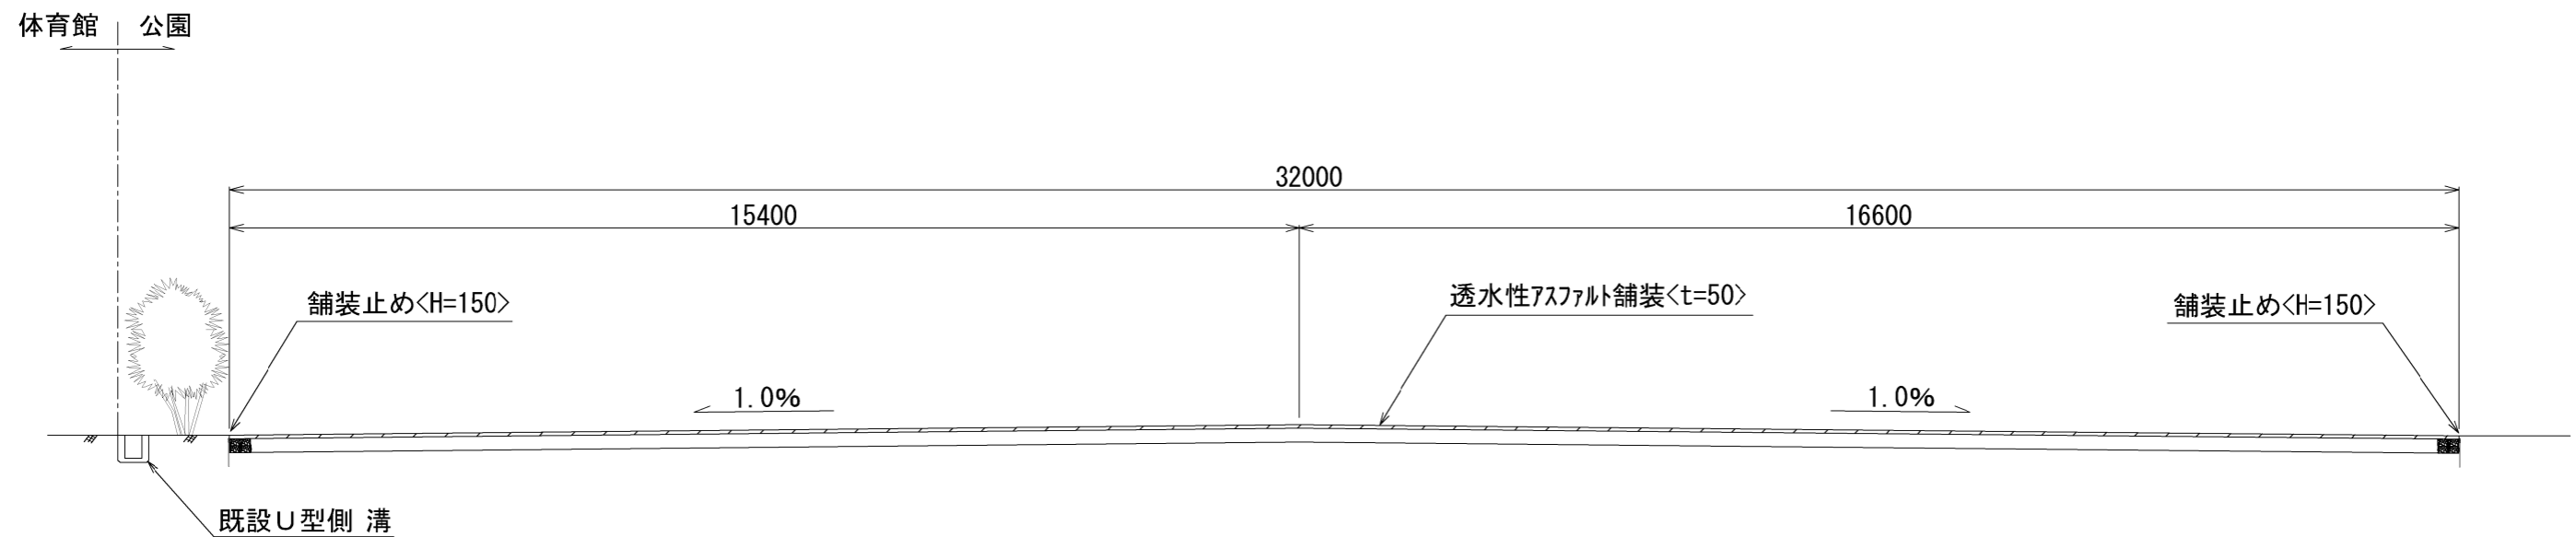 体育館 公園
32000
15400 16600
舗装止め<H=150>
透水性ｱｽﾌｧﾙﾄ舗装<t=50>
舗装止め<H=150>
1.0%
1.0%
既設Ｕ型側 溝